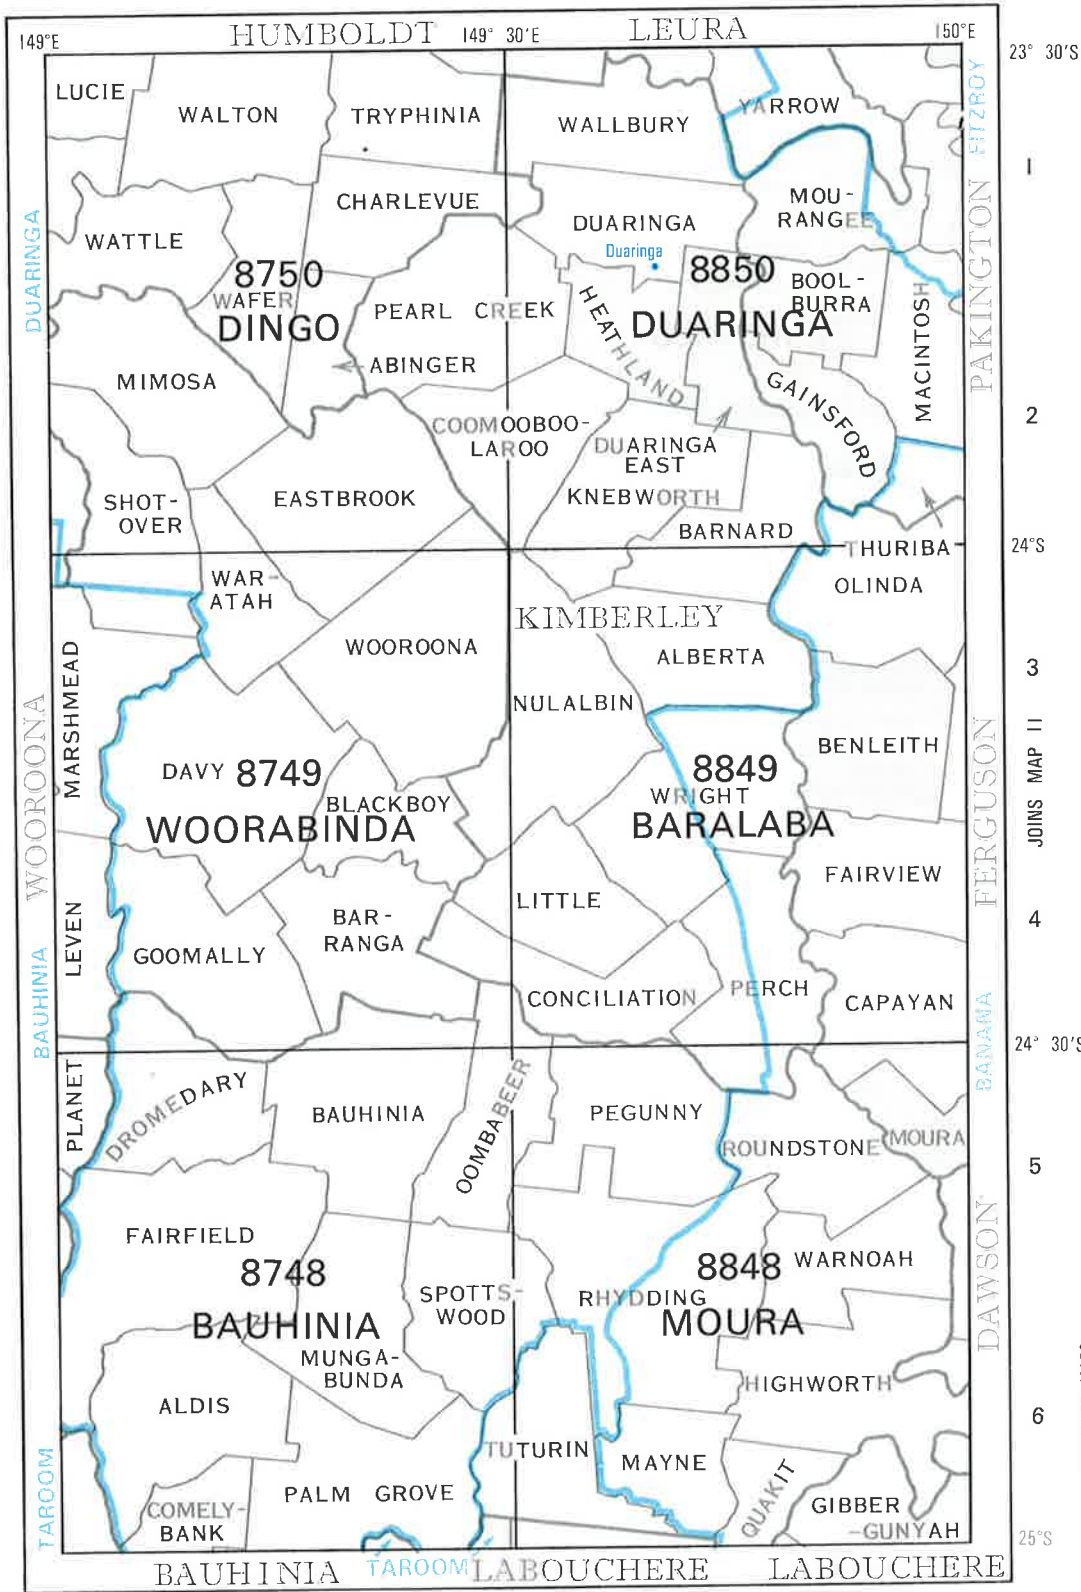 HUMBOLDT
LEURA
149°E
149° 30'E
150°E
23° 30'S
LUCIE
WALTON
TRYPHINIA
WALLBURY
YARROW
FITZROY
1
CHARLEVUE
MOU-
RANGEE
WATTLE
DUARINGA
DUARINGA
Duaringa
8750
WAFER
DINGO
8850
DUARINGA
BOOL-
BURRA
PEARL CREEK
HEATHLAND
MACINTOSH
PAKINGTON
ABINGER
MIMOSA
GAINSFORD
2
COOMOOBOO-
LAROO
DUARINGA
EAST
SHOT-
OVER
EASTBROOK
KNEBWORTH
BARNARD
THURIBA
24°S
WAR-
ATAH
OLINDA
KIMBERLEY
WOOROONA
ALBERTA
3
MARSHMEAD
NULALBIN
WOOROONA
BENLEITH
DAVY
8749
BLACKBOY
WOORABINDA
8849
WRIGHT
BARALABA
FERGUSON
JOINS MAP 11
FAIRVIEW
LITTLE
BAR-
RANGA
4
LEVEN
GOOMALLY
BAUHINIA
CONCILIATION
PERCH
CAPAYAN
BANANA
24° 30'S
PLANET
DROMEDARY
BAUHINIA
OOMBABEER
PEGUNNY
ROUNDSTONE
MOURA
5
FAIRFIELD
8748
BAUHINIA
SPOTTS-
WOOD
RHYDDING
8848
MOURA
WARNOAH
DAWSON
MUNGA-
BUNDA
ALDIS
HIGHWORTH
6
TUTURIN
MAYNE
TAROOM
PALM GROVE
COMELY-
BANK
QUAKIT
GIBBER
-GUNYAH
25°S
BAUHINIA
TAROOM
LABOUCHERE
LABOUCHERE